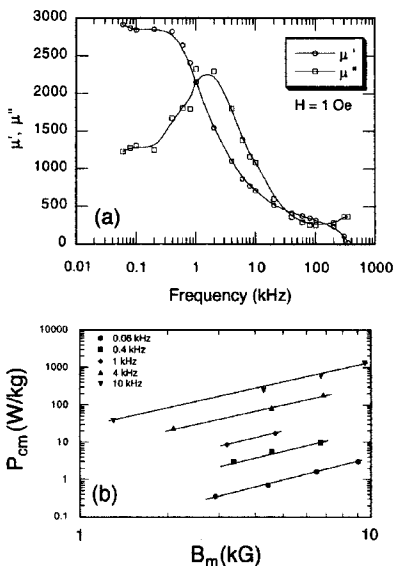 3000
2500
2000
1500
1000
500
0
μ', μ"
μ'
μ"
H = 1 Oe
(a)
0.01 0.1 1 10 100 1000
Frequency (kHz)
10000
1000
100
10
1
0.1
P_cm (W/kg)
0.06 kHz
0.4 kHz
1 kHz
4 kHz
10 kHz
(b)
1 10
B_m (kG)